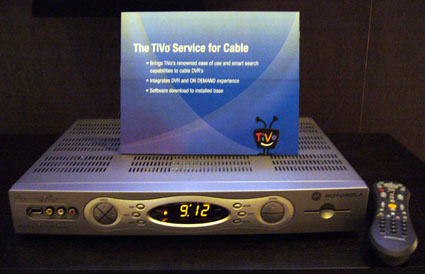 The TiVo Service for Cable
• Brings TiVo's renowned ease of use and smart search
capabilities to cable DVR's
• Integrates DVR and ON DEMAND experience
• Software download to installed base
TiVo
9:12
MOTOROLA